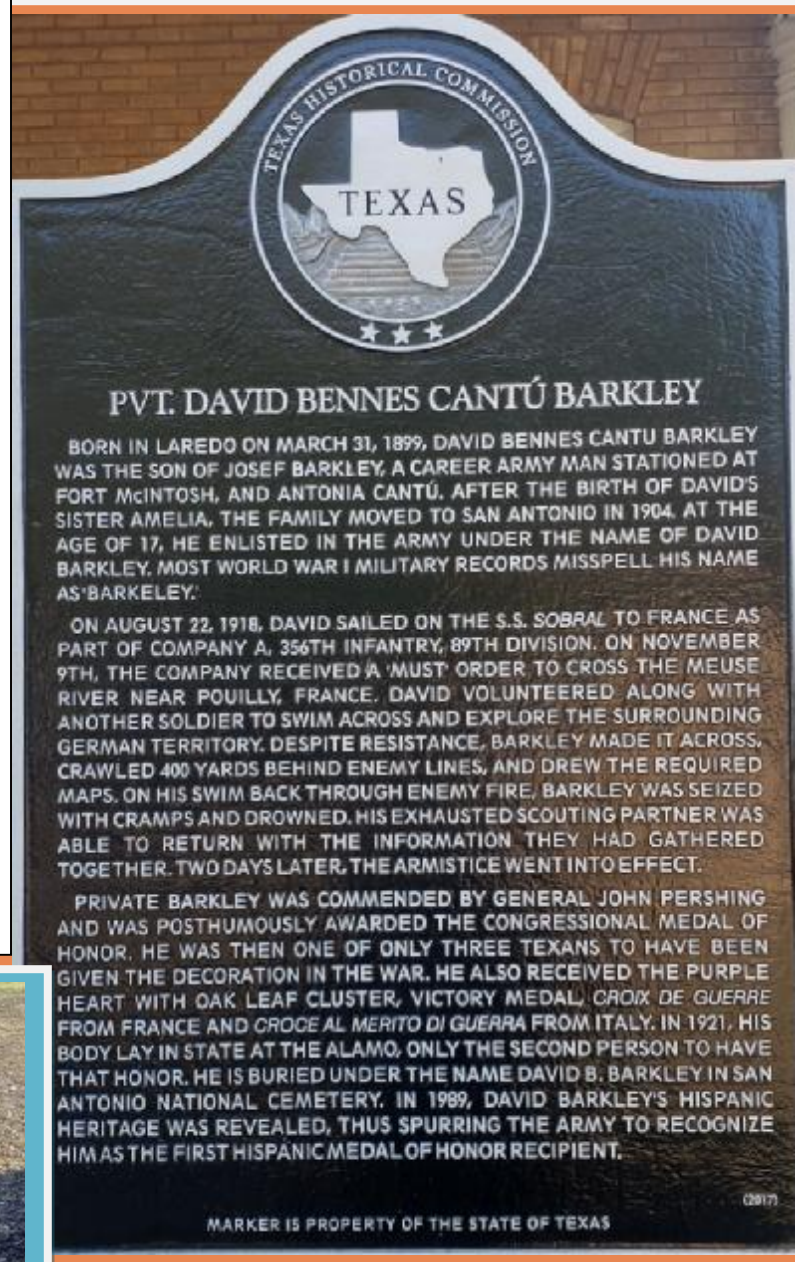 TEXAS HISTORICAL COMMISSION
TEXAS
PVT. DAVID BENNES CANTÚ BARKLEY
BORN IN LAREDO ON MARCH 31, 1899, DAVID BENNES CANTU BARKLEY
WAS THE SON OF JOSEF BARKLEY, A CAREER ARMY MAN STATIONED AT
FORT McINTOSH, AND ANTONIA CANTÚ. AFTER THE BIRTH OF DAVID'S
SISTER AMELIA, THE FAMILY MOVED TO SAN ANTONIO IN 1904. AT THE
AGE OF 17, HE ENLISTED IN THE ARMY UNDER THE NAME OF DAVID
BARKLEY. MOST WORLD WAR I MILITARY RECORDS MISSPELL HIS NAME
AS 'BARKELEY.'
ON AUGUST 22, 1918, DAVID SAILED ON THE S.S. SOBRAL TO FRANCE AS
PART OF COMPANY A, 356TH INFANTRY, 89TH DIVISION. ON NOVEMBER
9TH, THE COMPANY RECEIVED A 'MUST' ORDER TO CROSS THE MEUSE
RIVER NEAR POUILLY, FRANCE. DAVID VOLUNTEERED ALONG WITH
ANOTHER SOLDIER TO SWIM ACROSS AND EXPLORE THE SURROUNDING
GERMAN TERRITORY. DESPITE RESISTANCE, BARKLEY MADE IT ACROSS,
CRAWLED 400 YARDS BEHIND ENEMY LINES, AND DREW THE REQUIRED
MAPS. ON HIS SWIM BACK THROUGH ENEMY FIRE, BARKLEY WAS SEIZED
WITH CRAMPS AND DROWNED. HIS EXHAUSTED SCOUTING PARTNER WAS
ABLE TO RETURN WITH THE INFORMATION THEY HAD GATHERED
TOGETHER. TWO DAYS LATER, THE ARMISTICE WENT INTO EFFECT.
PRIVATE BARKLEY WAS COMMENDED BY GENERAL JOHN PERSHING
AND WAS POSTHUMOUSLY AWARDED THE CONGRESSIONAL MEDAL OF
HONOR. HE WAS THEN ONE OF ONLY THREE TEXANS TO HAVE BEEN
GIVEN THE DECORATION IN THE WAR. HE ALSO RECEIVED THE PURPLE
HEART WITH OAK LEAF CLUSTER, VICTORY MEDAL, CROIX DE GUERRE
FROM FRANCE AND CROCE AL MERITO DI GUERRA FROM ITALY. IN 1921, HIS
BODY LAY IN STATE AT THE ALAMO, ONLY THE SECOND PERSON TO HAVE
THAT HONOR. HE IS BURIED UNDER THE NAME DAVID B. BARKLEY IN SAN
ANTONIO NATIONAL CEMETERY. IN 1989, DAVID BARKLEY'S HISPANIC
HERITAGE WAS REVEALED, THUS SPURRING THE ARMY TO RECOGNIZE
HIM AS THE FIRST HISPANIC MEDAL OF HONOR RECIPIENT.
(2017)
MARKER IS PROPERTY OF THE STATE OF TEXAS